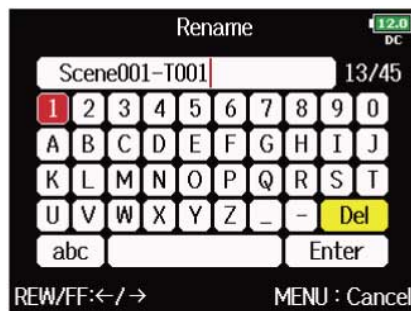 Rename
12.0
DC
Scene001-T001 13/45
1 2 3 4 5 6 7 8 9 0
A B C D E F G H I J
K L M N O P Q R S T
U V W X Y Z _ - Del
abc Enter
REW/FF:←/→ MENU : Cancel